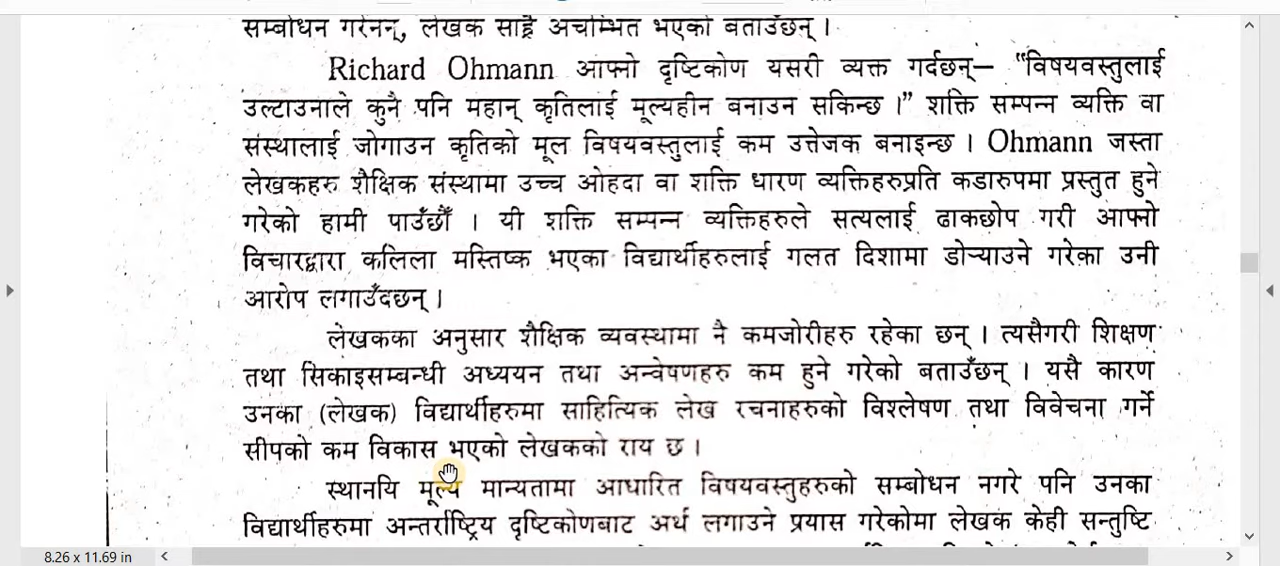 सम्बोधन गरेनन्, लेखक साह्रै अचम्भित भएको बताउँछन् ।
Richard Ohmann आफ्नो दृष्टिकोण यसरी व्यक्त गर्दछन्– "विषयवस्तुलाई
उल्टाउनाले कुनै पनि महान् कृतिलाई मूल्यहीन बनाउन सकिन्छ ।" शक्ति सम्पन्न व्यक्ति वा
संस्थालाई जोगाउन कृतिको मूल विषयवस्तुलाई कम उत्तेजक बनाइन्छ । Ohmann जस्ता
लेखकहरु शैक्षिक संस्थामा उच्च ओहदा वा शक्ति धारण व्यक्तिहरुप्रति कडारुपमा प्रस्तुत हुने
गरेको हामी पाउँछौँ । यी शक्ति सम्पन्न व्यक्तिहरुले सत्यलाई ढाकछोप गरी आफ्नो
विचारद्वारा कलिला मस्तिष्क भएका विद्यार्थीहरुलाई गलत दिशामा डोऱ्याउने गरेका उनी
आरोप लगाउँदछन् ।
लेखकका अनुसार शैक्षिक व्यवस्थामा नै कमजोरीहरु रहेका छन् । त्यसैगरी शिक्षण
तथा सिकाइसम्बन्धी अध्ययन तथा अन्वेषणहरु कम हुने गरेको बताउँछन् । यसै कारण
उनका (लेखक) विद्यार्थीहरुमा साहित्यिक लेख रचनाहरुको विश्लेषण तथा विवेचना गर्ने
सीपको कम विकास भएको लेखकको राय छ ।
स्थानयि मूल्य मान्यतामा आधारित विषयवस्तुहरुको सम्बोधन नगरे पनि उनका
विद्यार्थीहरुमा अन्तर्राष्ट्रिय दृष्टिकोणबाट अर्थ लगाउने प्रयास गरेकोमा लेखक केही सन्तुष्टि
8.26 x 11.69 in